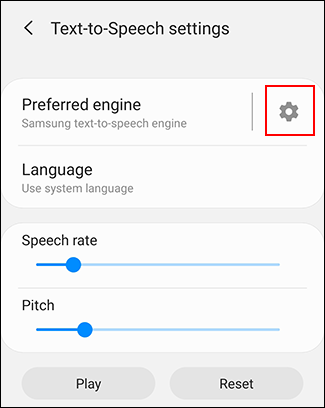 Text-to-Speech settings
Preferred engine
Samsung text-to-speech engine
Language
Use system language
Speech rate
Pitch
Play
Reset